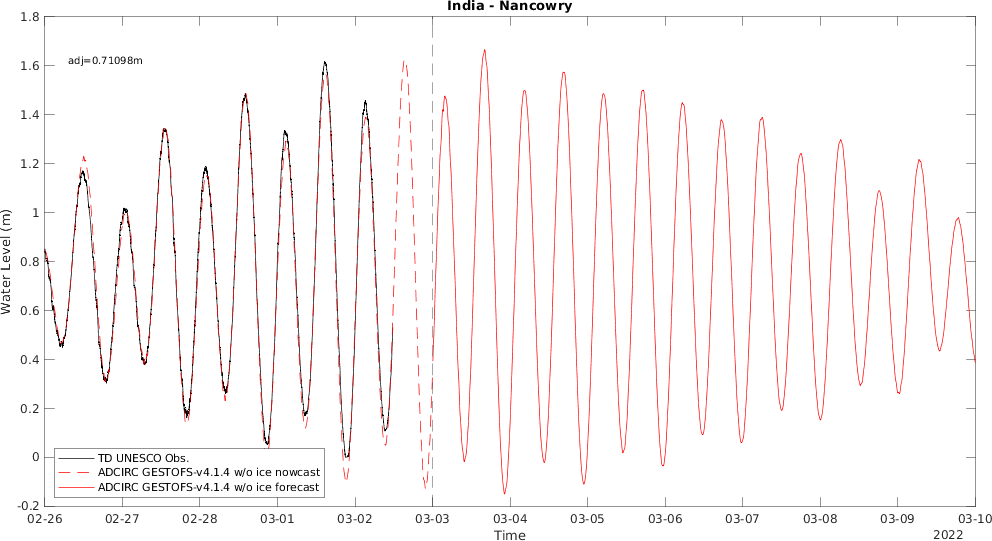 India - Nancowry
1.8
1.6
1.4
1.2
1
0.8
0.6
0.4
0.2
0
-0.2
Water Level (m)
adj=0.71098m
TD UNESCO Obs.
ADCIRC GESTOFS-v4.1.4 w/o ice nowcast
ADCIRC GESTOFS-v4.1.4 w/o ice forecast
02-26 02-27 02-28 03-01 03-02 03-03 03-04 03-05 03-06 03-07 03-08 03-09 03-10
Time
2022